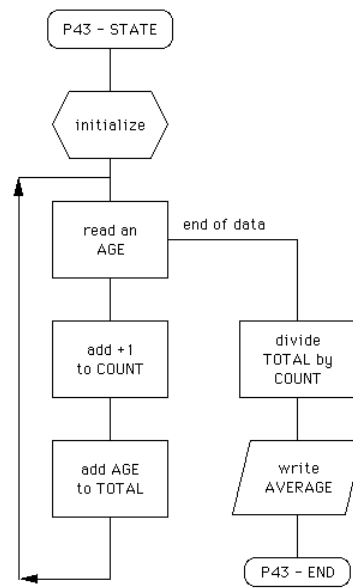 P43 - STATE
initialize
read an
AGE
end of data
add +1
to COUNT
divide
TOTAL by
COUNT
add AGE
to TOTAL
write
AVERAGE
P43 - END